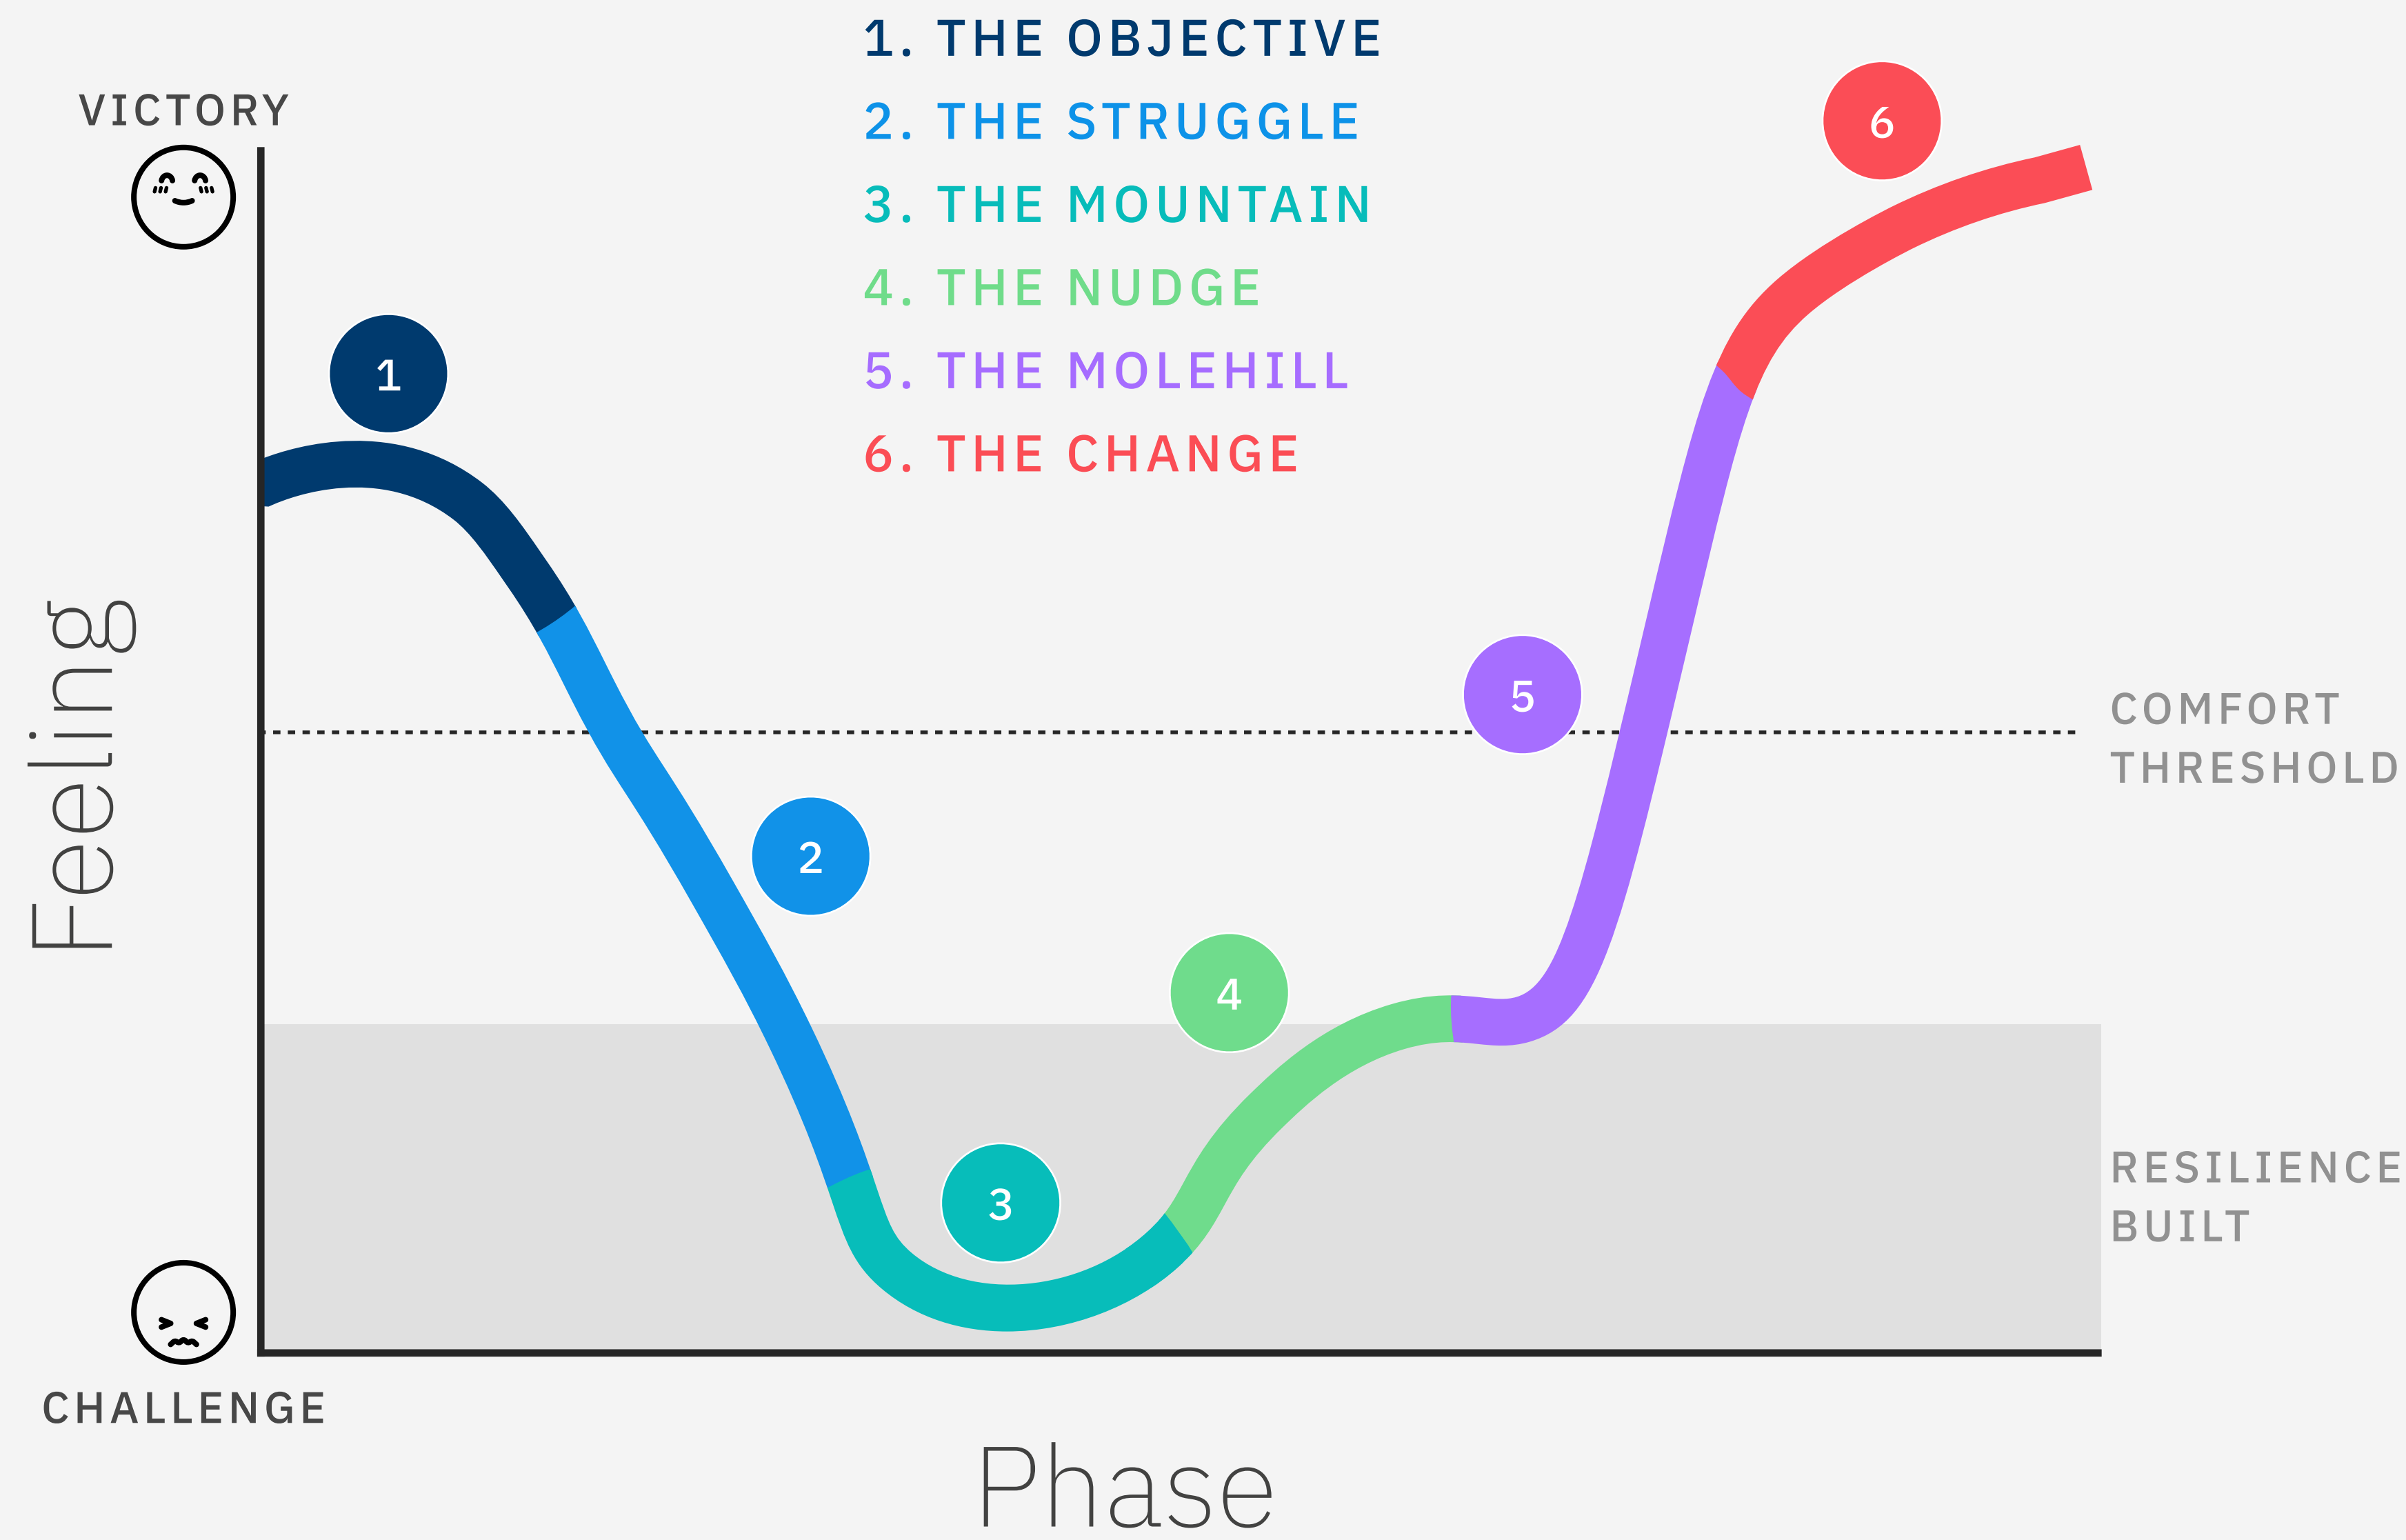 1. THE OBJECTIVE
2. THE STRUGGLE
3. THE MOUNTAIN
4. THE NUDGE
5. THE MOLEHILL
6. THE CHANGE
VICTORY
6
1
Feeling
5
COMFORT
THRESHOLD
2
4
3
RESILIENCE
BUILT
CHALLENGE
Phase